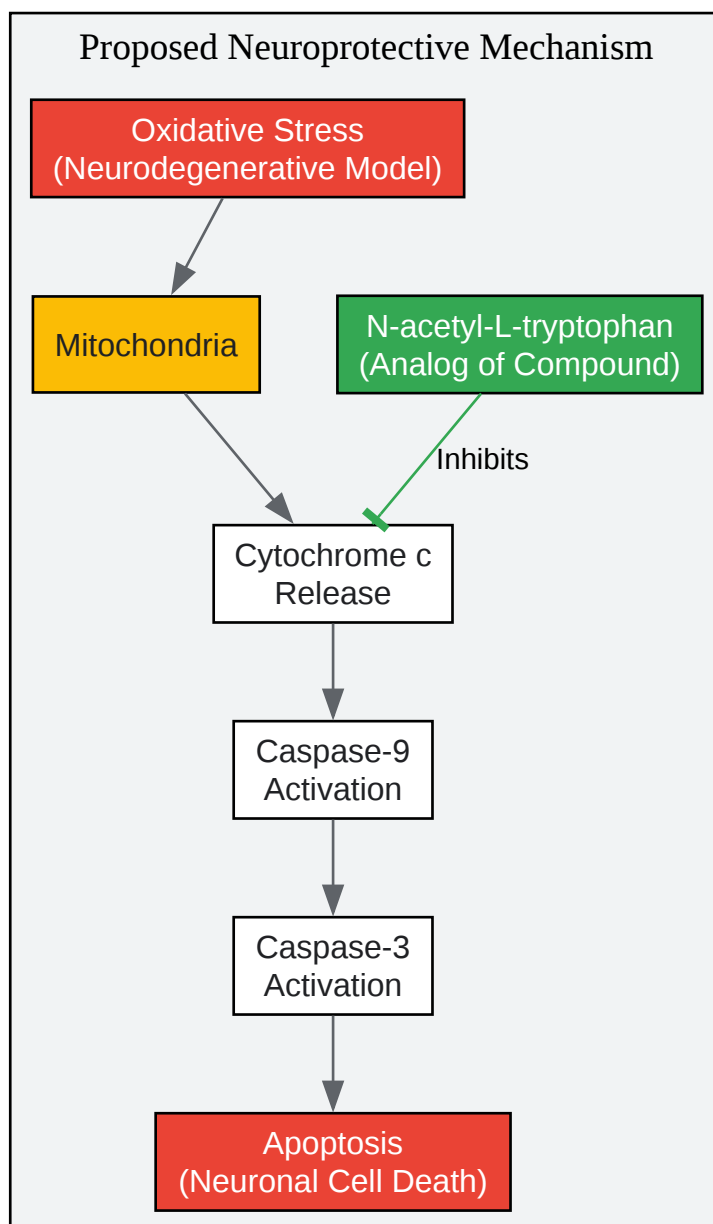 Proposed Neuroprotective Mechanism
Oxidative Stress
(Neurodegenerative Model)
Mitochondria
N-acetyl-L-tryptophan
(Analog of Compound)
Inhibits
Cytochrome c
Release
Caspase-9
Activation
Caspase-3
Activation
Apoptosis
(Neuronal Cell Death)